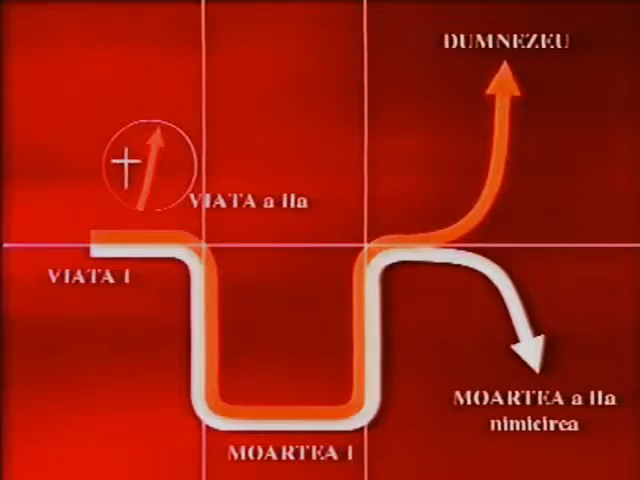 DUMNEZEU
VIATA a IIa
VIATA I
MOARTEA a IIa
nimicirea
MOARTEA I